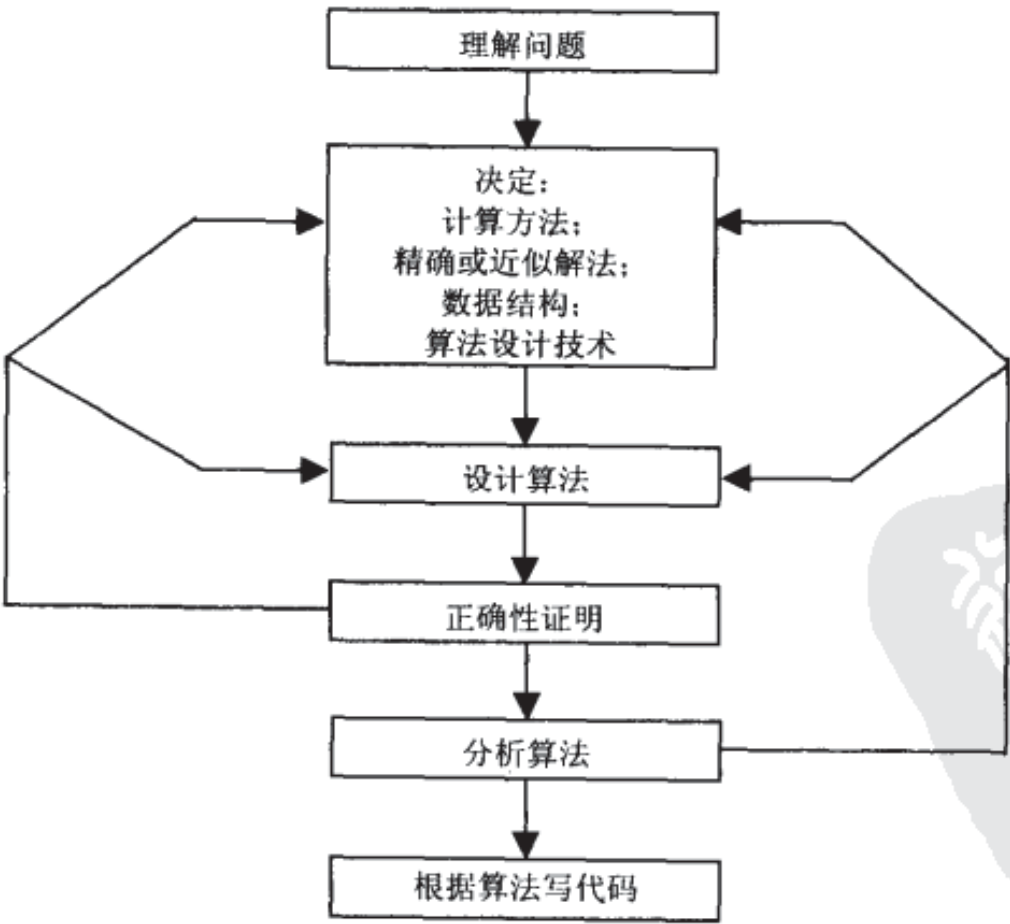 理解问题
决定：
计算方法；
精确或近似解法；
数据结构；
算法设计技术
设计算法
正确性证明
分析算法
根据算法写代码